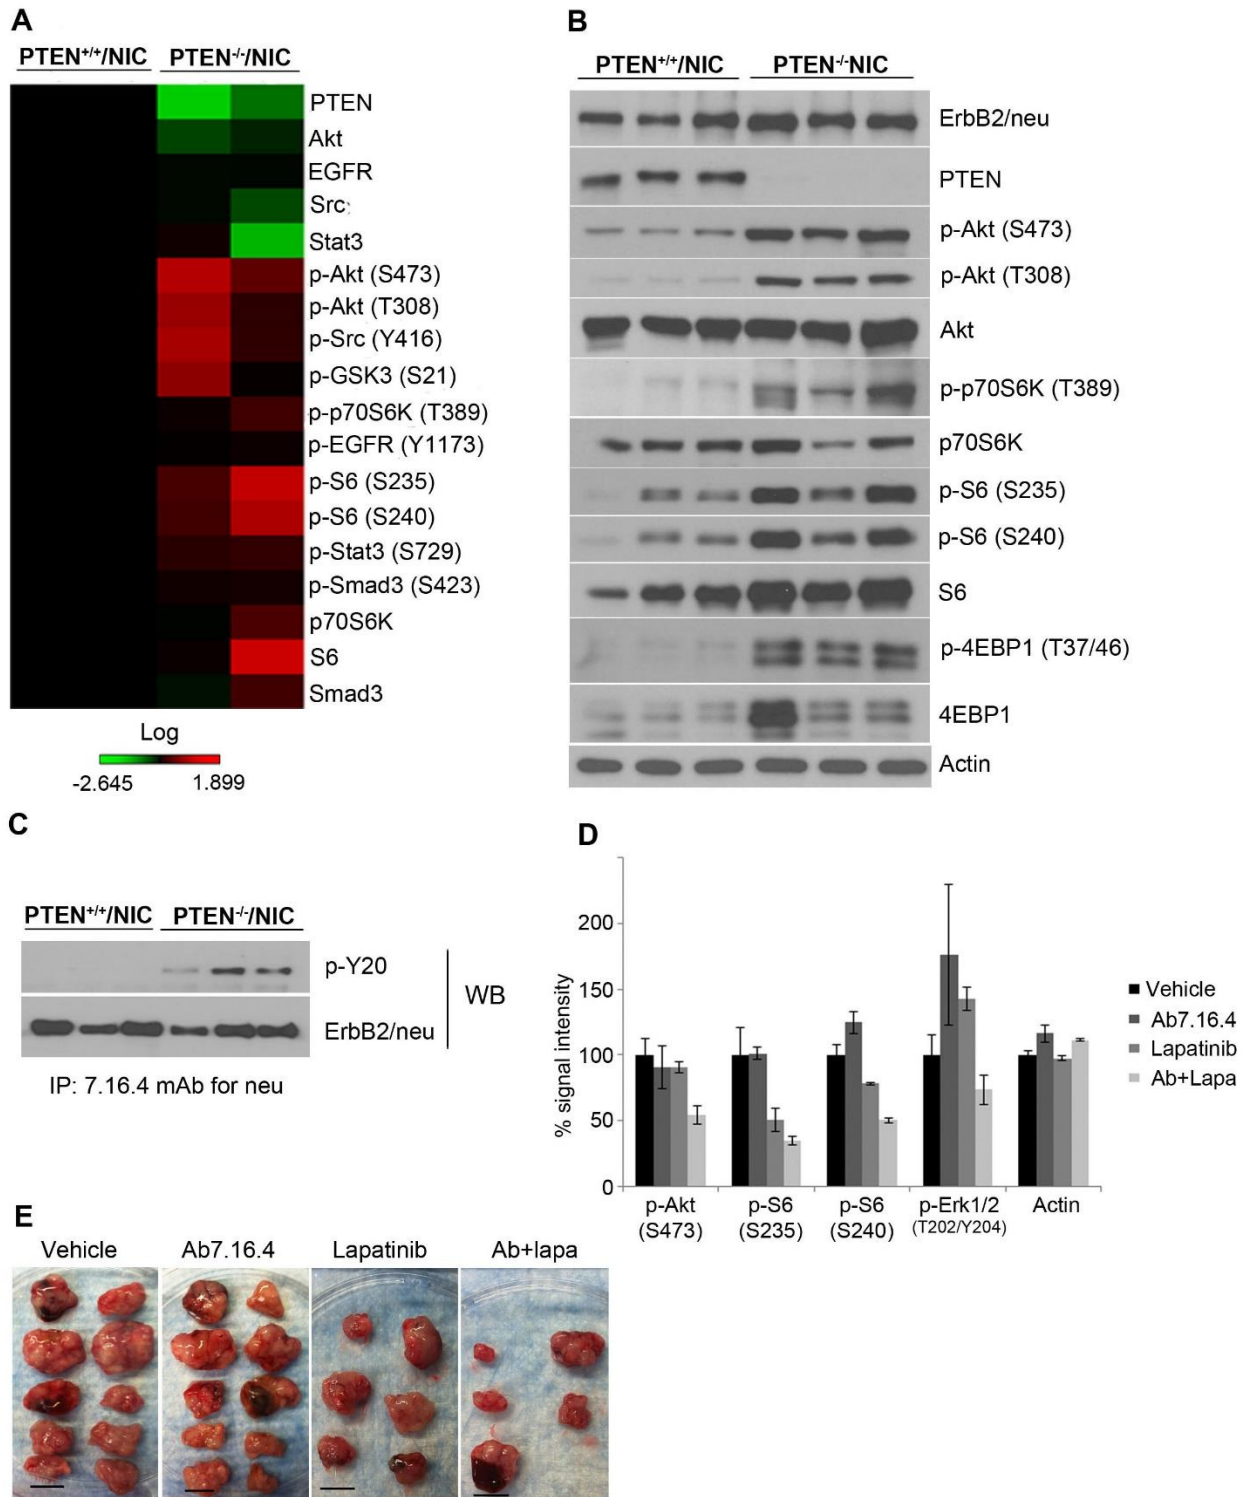 A
PTEN+/+/NIC PTEN-/-/NIC
PTEN
Akt
EGFR
Src
Stat3
p-Akt (S473)
p-Akt (T308)
p-Src (Y416)
p-GSK3 (S21)
p-p70S6K (T389)
p-EGFR (Y1173)
p-S6 (S235)
p-S6 (S240)
p-Stat3 (S729)
p-Smad3 (S423)
p70S6K
S6
Smad3
Log
-2.645 1.899
B
PTEN+/+/NIC PTEN-/-NIC
ErbB2/neu
PTEN
p-Akt (S473)
p-Akt (T308)
Akt
p-p70S6K (T389)
p70S6K
p-S6 (S235)
p-S6 (S240)
S6
p-4EBP1 (T37/46)
4EBP1
Actin
C
PTEN+/+/NIC PTEN-/-/NIC
p-Y20
ErbB2/neu
WB
IP: 7.16.4 mAb for neu
D
% signal intensity
200
150
100
50
0
p-Akt p-S6 p-S6 p-Erk1/2 Actin
(S473) (S235) (S240) (T202/Y204)
Vehicle
Ab7.16.4
Lapatinib
Ab+Lapa
E
Vehicle Ab7.16.4 Lapatinib Ab+lapa